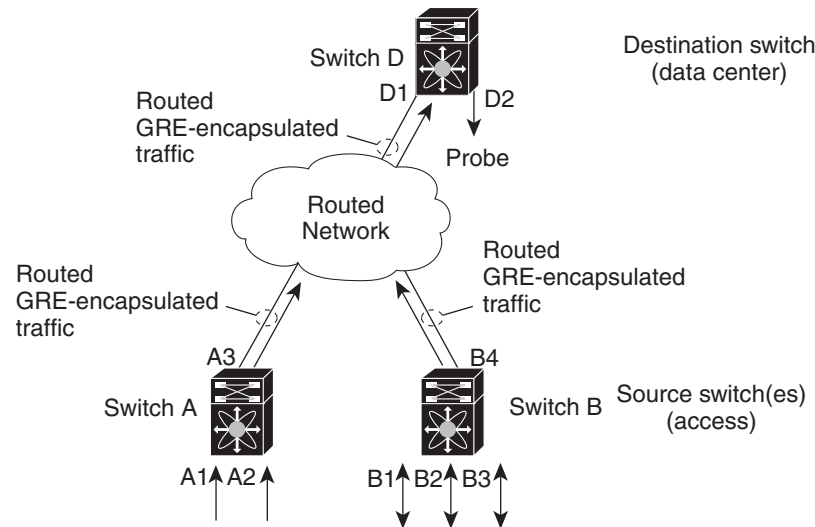 Switch D
Destination switch
(data center)
D1
D2
Routed
GRE-encapsulated
traffic
Probe
Routed
Network
Routed
GRE-encapsulated
traffic
Routed
GRE-encapsulated
traffic
A3
B4
Switch A
Switch B
Source switch(es)
(access)
A1
A2
B1
B2
B3